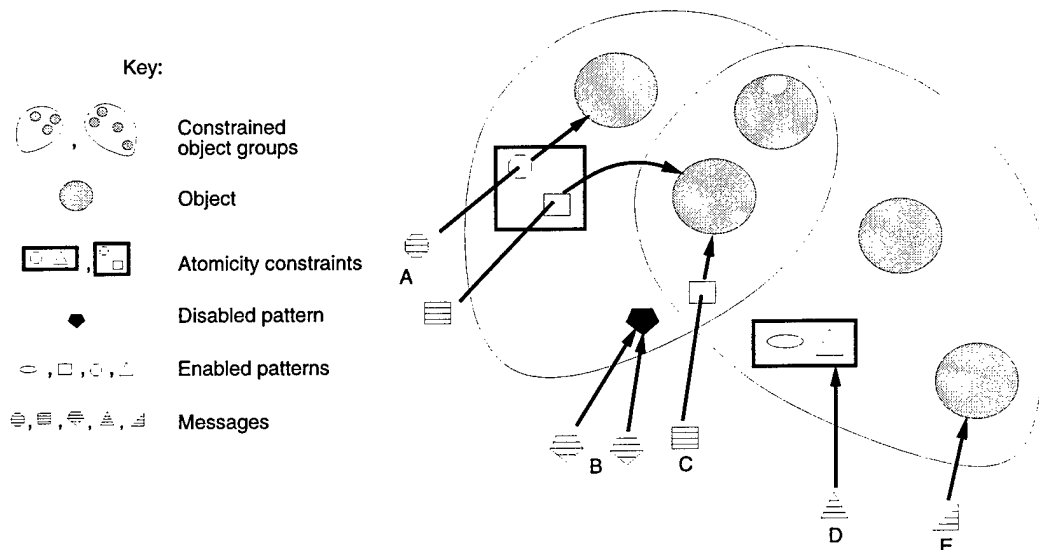 Key:
,
Constrained
object groups
Object
,
Atomicity constraints
Disabled pattern
, , ,
Enabled patterns
, , , ,
Messages
A
B
C
D
E